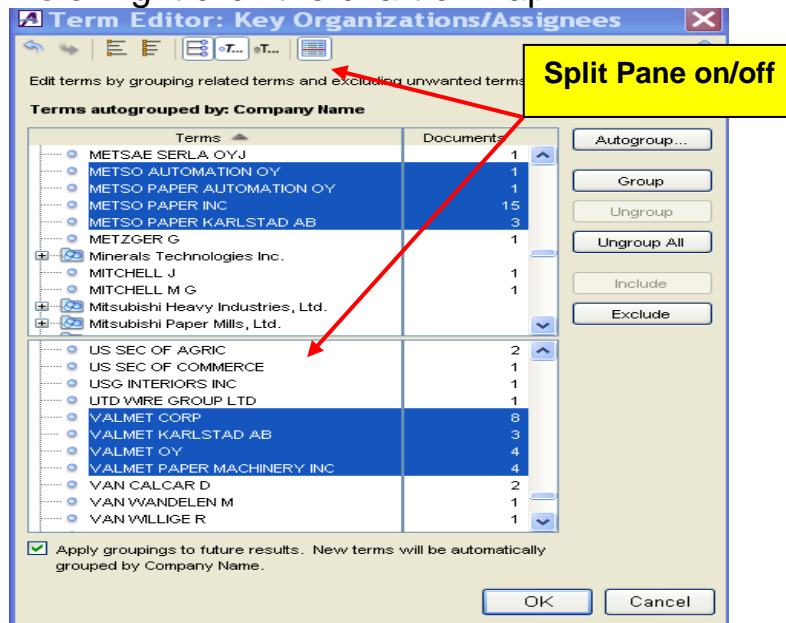 Term Editor: Key Organizations/Assignees
T... T...
Split Pane on/off
Edit terms by grouping related terms and excluding unwanted terms
Terms autogrouped by: Company Name
Terms Documents
METSAE SERLA OYJ 1
METSO AUTOMATION OY 1
METSO PAPER AUTOMATION OY 1
METSO PAPER INC 15
METSO PAPER KARLSTAD AB 3
METZGER G 1
Minerals Technologies Inc.
MITCHELL J 1
MITCHELL M G 1
Mitsubishi Heavy Industries, Ltd.
Mitsubishi Paper Mills, Ltd.
US SEC OF AGRIC 2
US SEC OF COMMERCE 1
USG INTERIORS INC 1
UTD WIRE GROUP LTD 1
VALMET CORP 8
VALMET KARLSTAD AB 3
VALMET OY 4
VALMET PAPER MACHINERY INC 4
VAN CALCAR D 2
VAN WANDELEN M 1
VAN WILLIGE R 1
Autogroup...
Group
Ungroup
Ungroup All
Include
Exclude
Apply groupings to future results. New terms will be automatically
grouped by Company Name.
OK Cancel